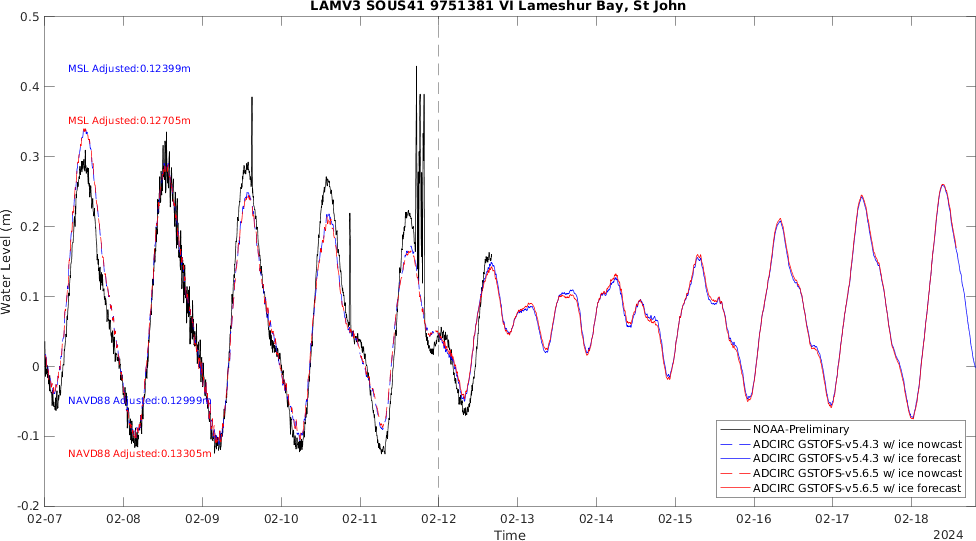 LAMV3 SOUS41 9751381 VI Lameshur Bay, St John
0.5
0.4
0.3
0.2
0.1
0
-0.1
-0.2
Water Level (m)
MSL Adjusted:0.12399m
MSL Adjusted:0.12705m
NAVD88 Adjusted:0.12999m
NAVD88 Adjusted:0.13305m
NOAA-Preliminary
ADCIRC GSTOFS-v5.4.3 w/ ice nowcast
ADCIRC GSTOFS-v5.4.3 w/ ice forecast
ADCIRC GSTOFS-v5.6.5 w/ ice nowcast
ADCIRC GSTOFS-v5.6.5 w/ ice forecast
02-07 02-08 02-09 02-10 02-11 02-12 02-13 02-14 02-15 02-16 02-17 02-18
Time
2024